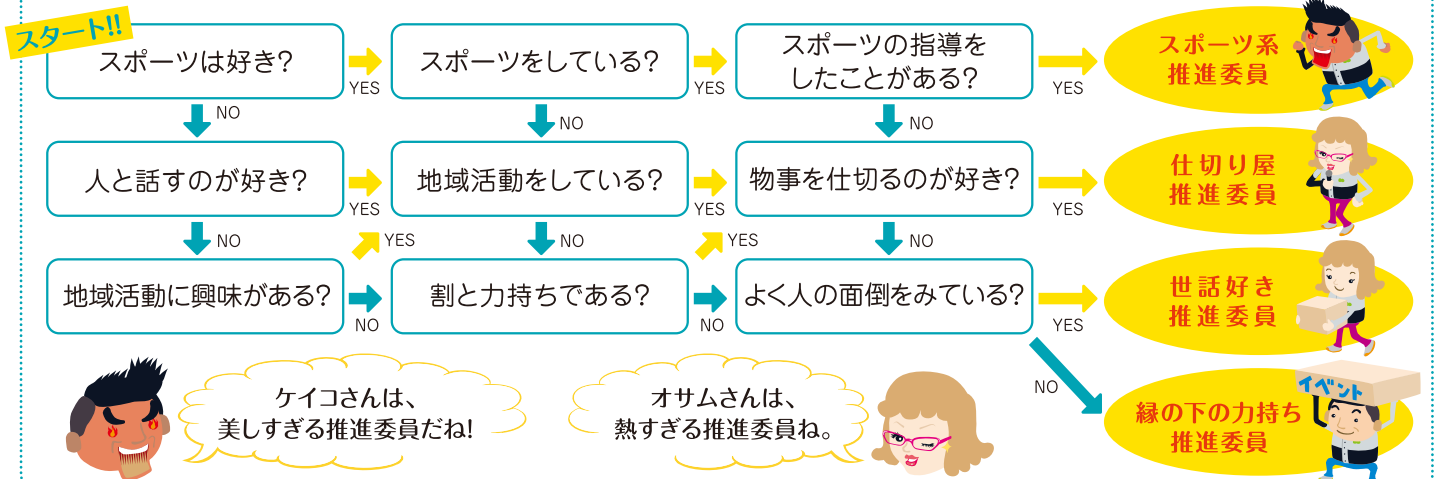 スタート!!
スポーツは好き?
YES
スポーツをしている?
YES
スポーツの指導を
したことがある?
YES
スポーツ系
推進委員
NO
NO
NO
人と話すのが好き?
YES
地域活動をしている?
YES
物事を仕切るのが好き?
YES
仕切り屋
推進委員
NO
YES
NO
YES
NO
地域活動に興味がある?
NO
割と力持ちである?
NO
よく人の面倒をみている?
YES
世話好き
推進委員
NO
イベント
縁の下の力持ち
推進委員
ケイコさんは、
美しすぎる推進委員だね!
オサムさんは、
熱すぎる推進委員ね。